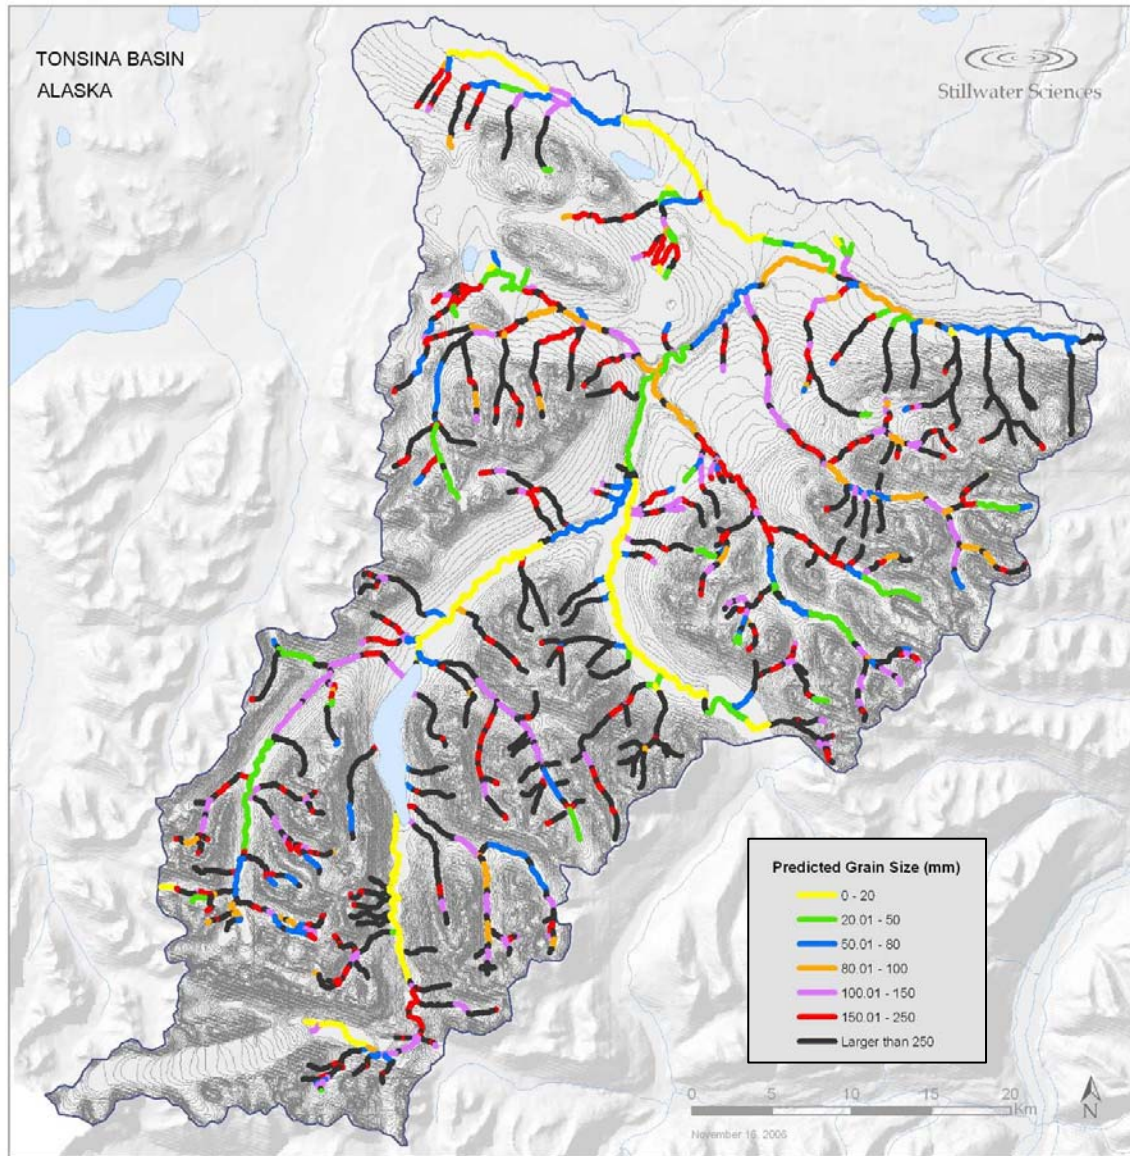 TONSINA BASIN
ALASKA
Stillwater Sciences
Predicted Grain Size (mm)
0 - 20
20.01 - 50
50.01 - 80
80.01 - 100
100.01 - 150
150.01 - 250
Larger than 250
0 5 10 15 20
Km
N
November 16, 2006